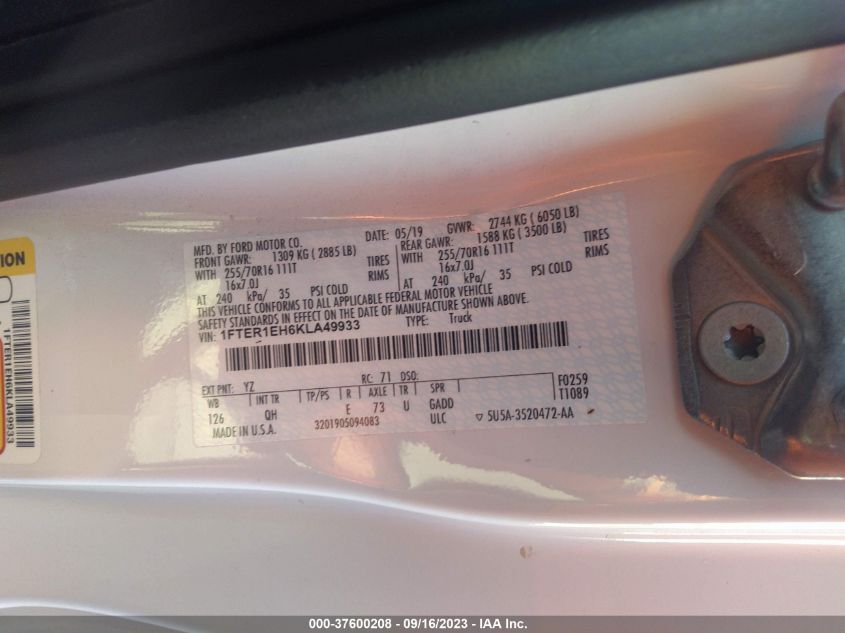 MFG. BY FORD MOTOR CO. DATE: 05/19 GVWR: 2744 KG ( 6050 LB)
FRONT GAWR: 1309 KG ( 2885 LB) REAR GAWR: 1588 KG ( 3500 LB)
WITH 255/70R16 111T TIRES WITH 255/70R16 111T TIRES
16x7.0J RIMS 16x7.0J RIMS
AT 240 kPa/ 35 PSI COLD AT 240 kPa/ 35 PSI COLD
THIS VEHICLE CONFORMS TO ALL APPLICABLE FEDERAL MOTOR VEHICLE
SAFETY STANDARDS IN EFFECT ON THE DATE OF MANUFACTURE SHOWN ABOVE.
VIN: 1FTER1EH6KLA49933 TYPE: Truck
EXT PNT: YZ RC: 71 DSO:
WB INT TR TP/PS R AXLE TR SPR F0259
126 QH E 73 U GADD T1089
MADE IN U.S.A. 3201905094083 ULC ▽ 5U5A-3520472-AA
1FTER1EH6KLA49933
000-37600208 - 09/16/2023 - IAA Inc.